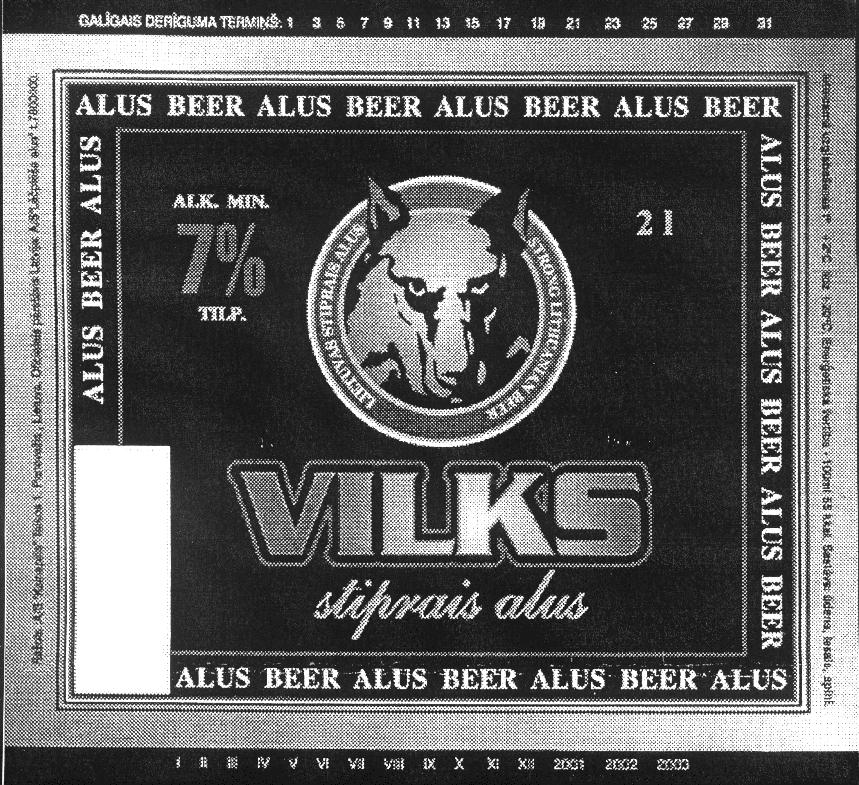 GALĪGAIS DERĪGUMA TERMIŅŠ: 1 3 5 7 9 11 13 15 17 19 21 23 25 27 29 31
ALUS BEER ALUS BEER ALUS BEER ALUS BEER
ALUS BEER ALUS
ALUS BEER ALUS BEER ALUS BEER
ALK. MIN.
7%
TILP.
2 l
LIETUVAS STIPRAIS ALUS
STRONG LITHUANIAN BEER
VILKS
stiprais alus
ALUS BEER ALUS BEER ALUS BEER ALUS
I II III IV V VI VII VIII IX X XI XII 2001 2002 2003